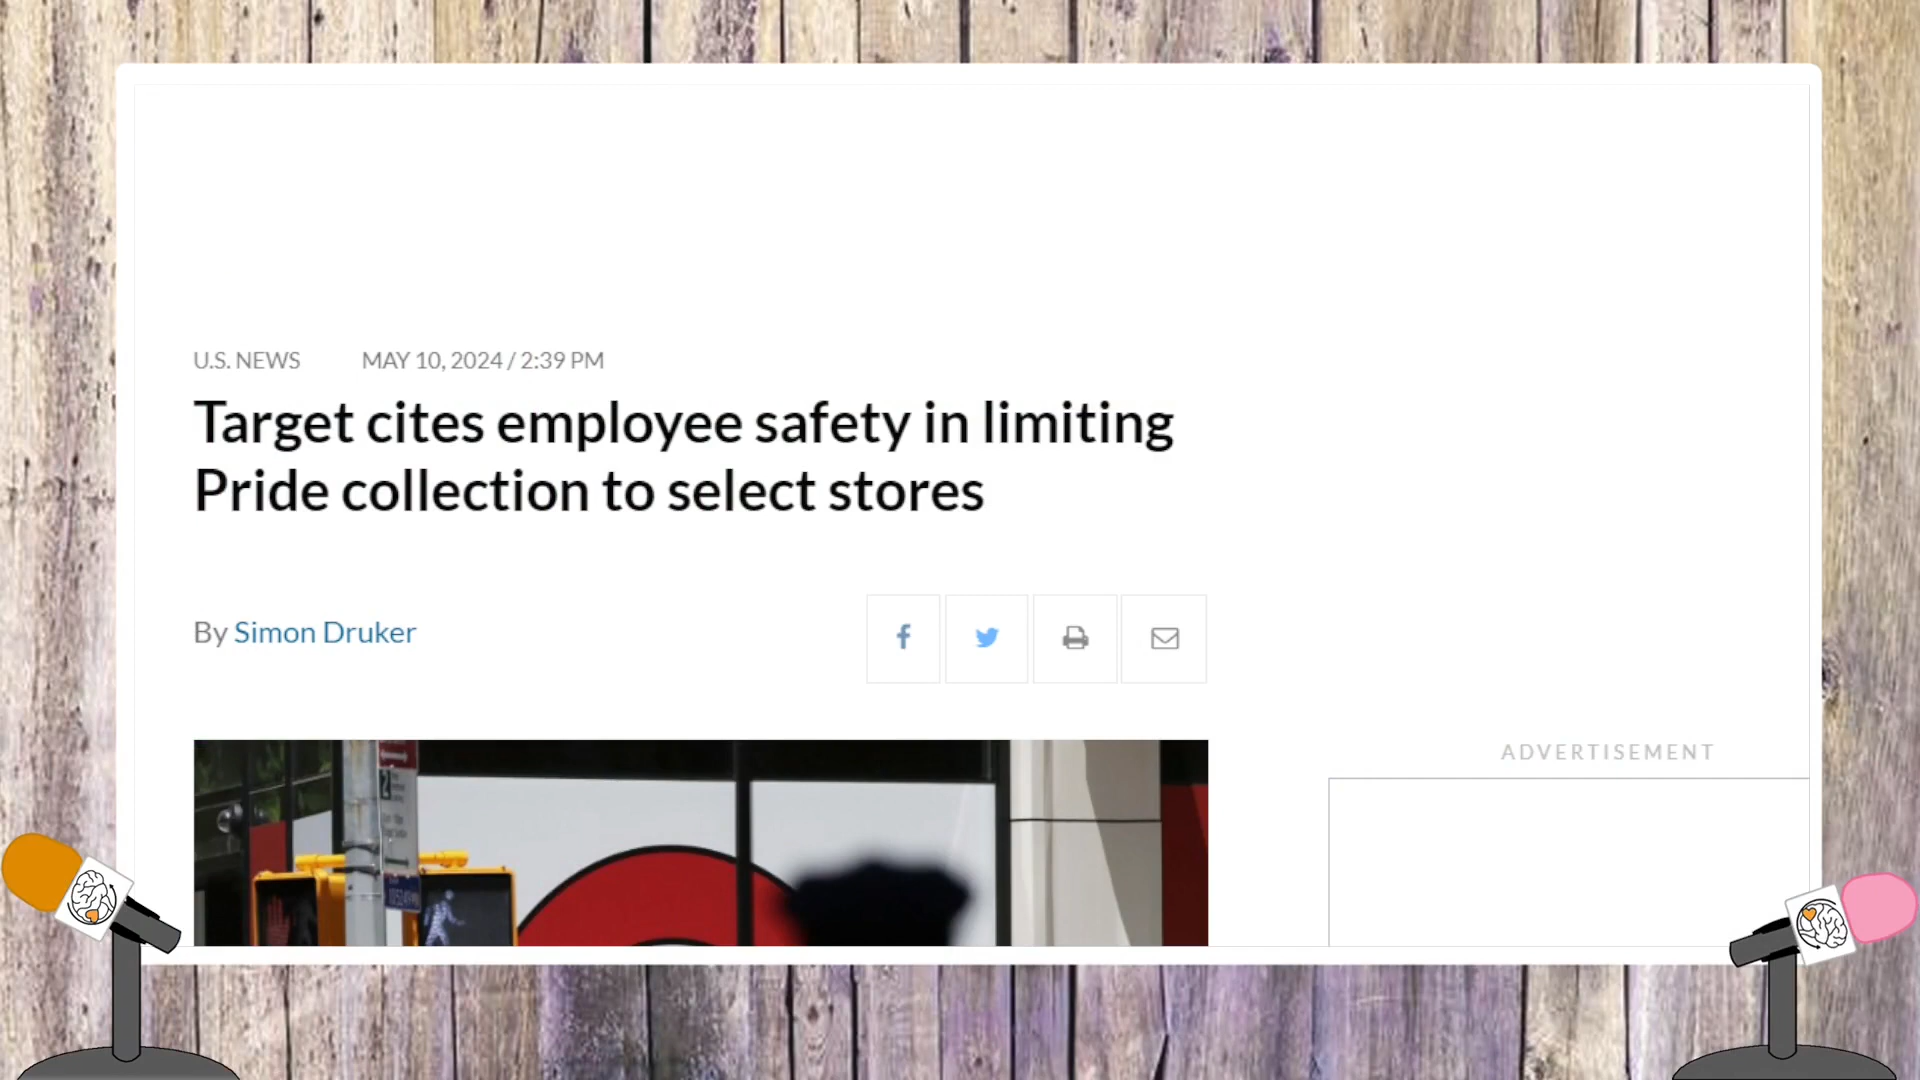 U.S. NEWS MAY 10, 2024 / 2:39 PM
Target cites employee safety in limiting
Pride collection to select stores
By Simon Druker
ADVERTISEMENT